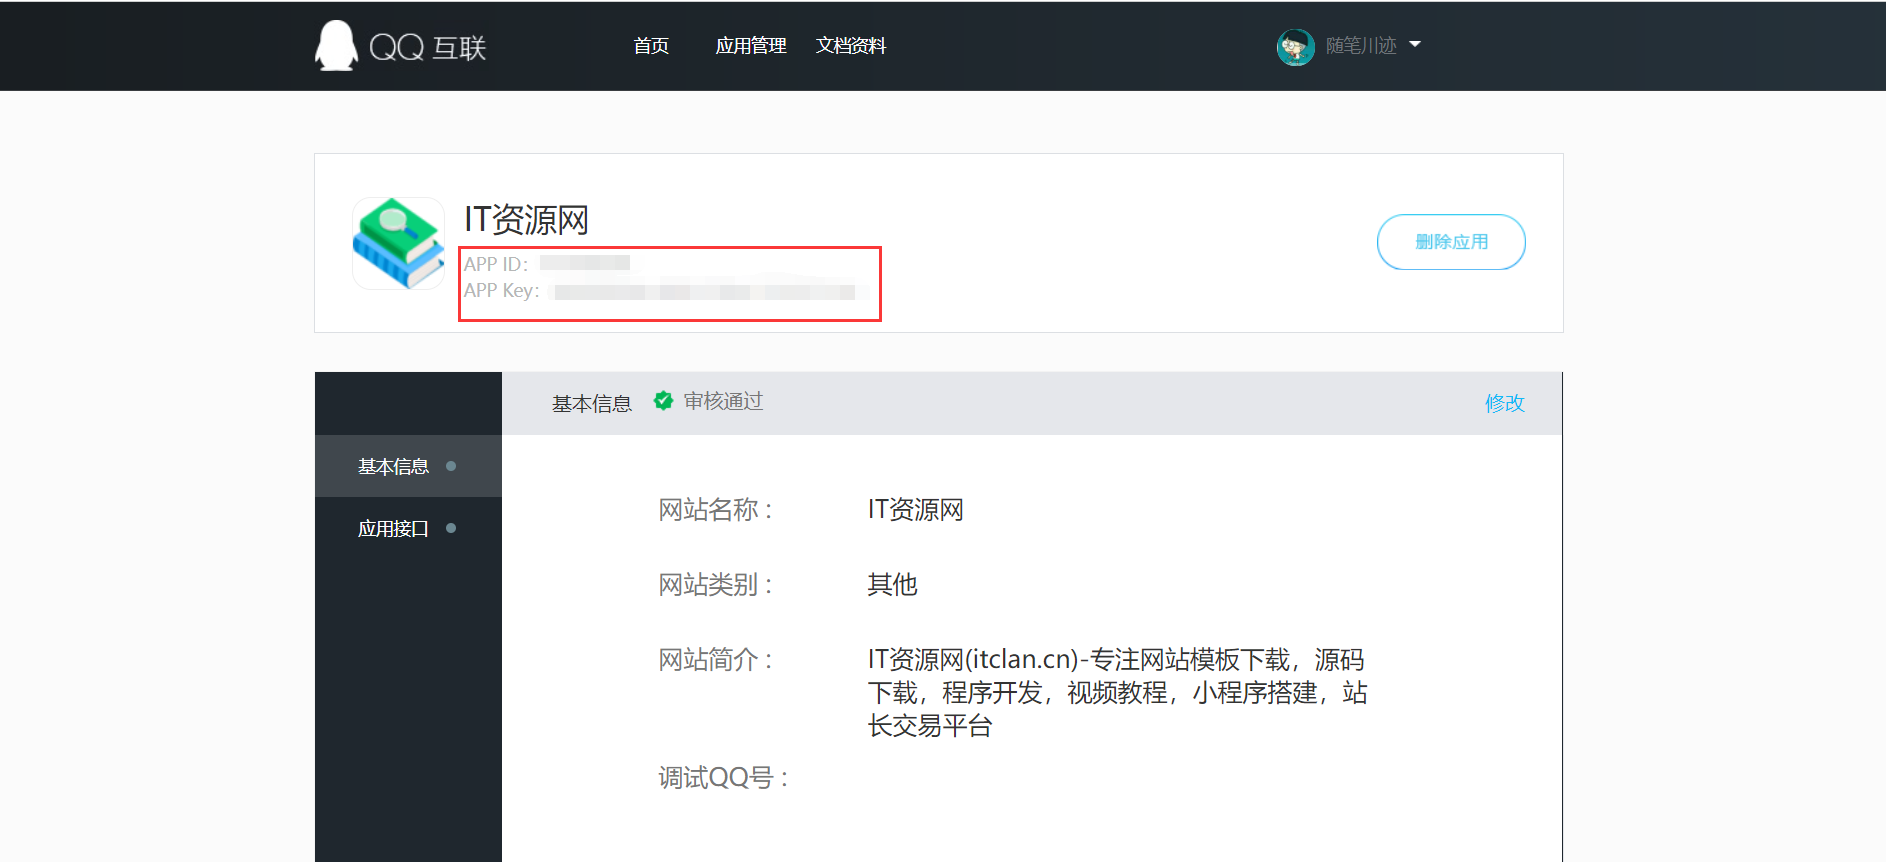 QQ 互联
首页 应用管理 文档资料
随笔川迹
IT资源网
APP ID：
APP Key：
删除应用
基本信息 审核通过
修改
基本信息
应用接口
网站名称： IT资源网
网站类别： 其他
网站简介： IT资源网(itclan.cn)-专注网站模板下载，源码
下载，程序开发，视频教程，小程序搭建，站
长交易平台
调试QQ号：